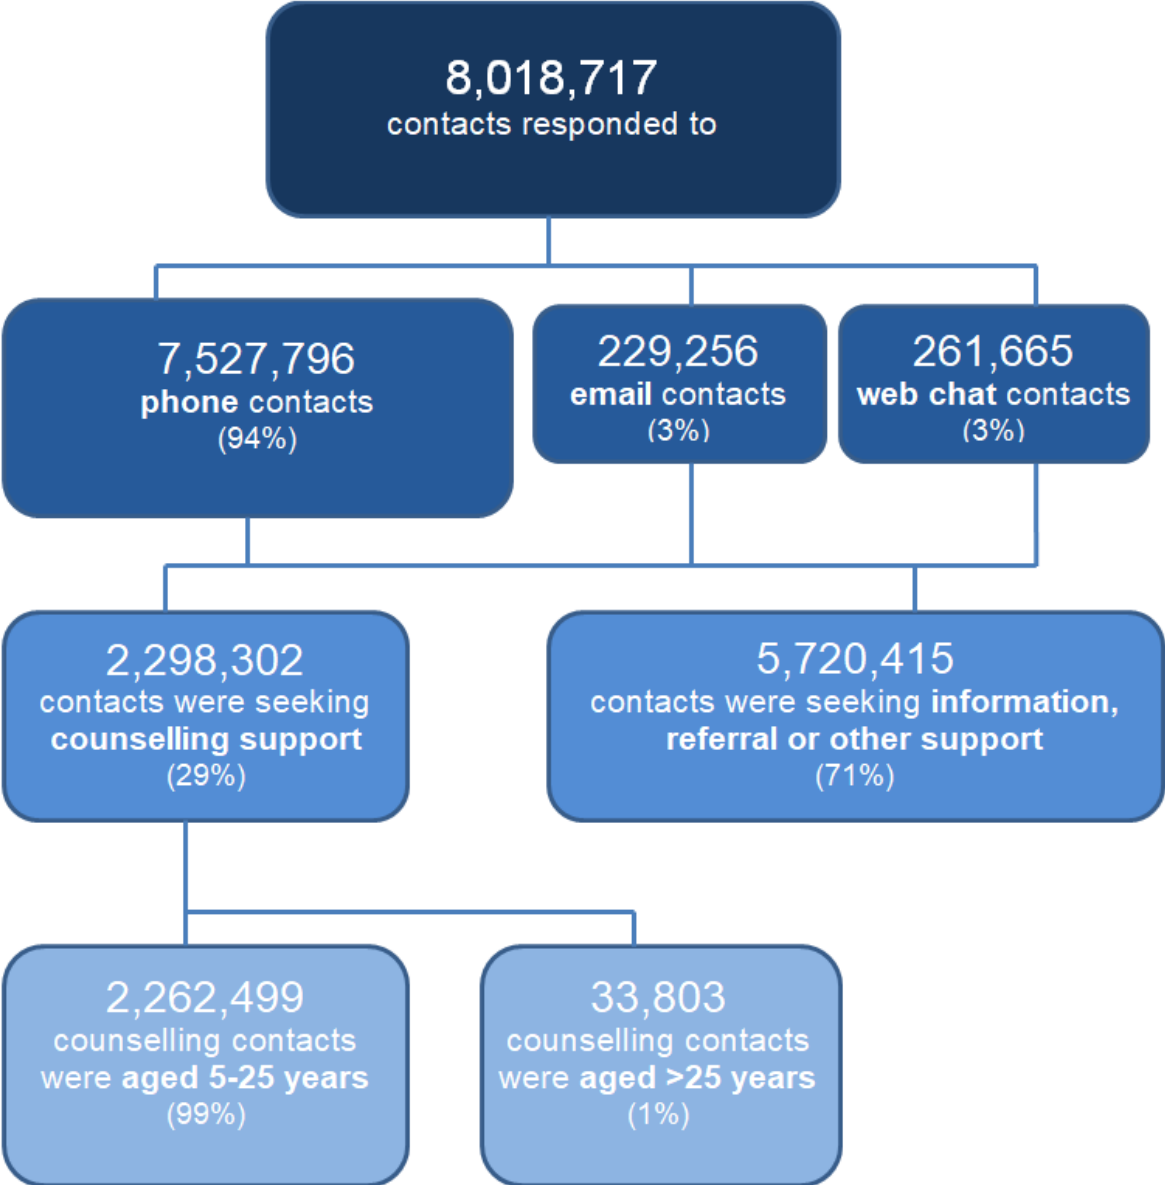 8,018,717
contacts responded to
7,527,796
phone contacts
(94%)
229,256
email contacts
(3%)
261,665
web chat contacts
(3%)
2,298,302
contacts were seeking
counselling support
(29%)
5,720,415
contacts were seeking information,
referral or other support
(71%)
2,262,499
counselling contacts
were aged 5-25 years
(99%)
33,803
counselling contacts
were aged >25 years
(1%)